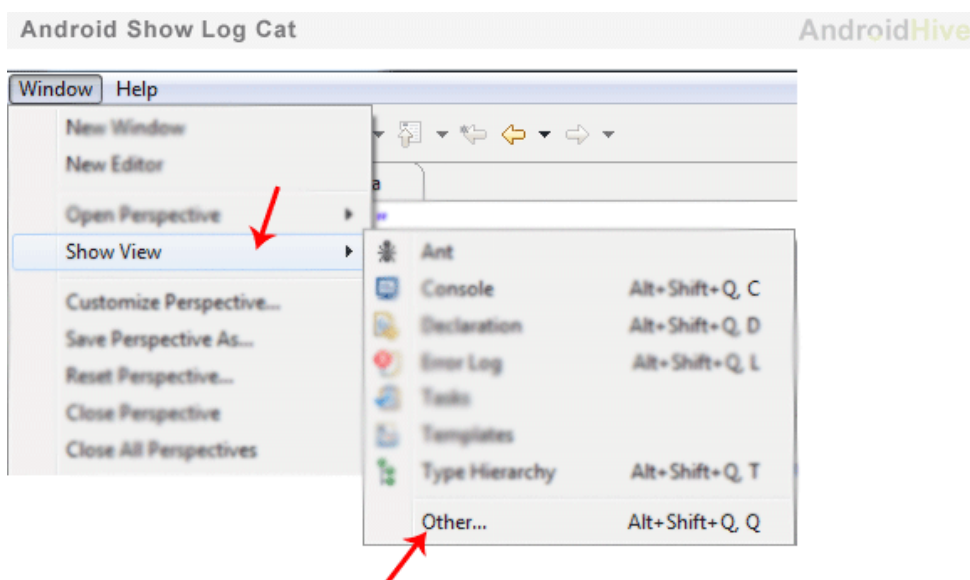 Android Show Log Cat
AndroidHive
Window Help
New Window
New Editor
a
Open Perspective
"
Show View
Ant
Console Alt+Shift+Q, C
Customize Perspective...
Declaration Alt+Shift+Q, D
Save Perspective As...
Error Log Alt+Shift+Q, L
Reset Perspective...
Tasks
Close Perspective
Templates
Close All Perspectives
Type Hierarchy Alt+Shift+Q, T
Other... Alt+Shift+Q, Q